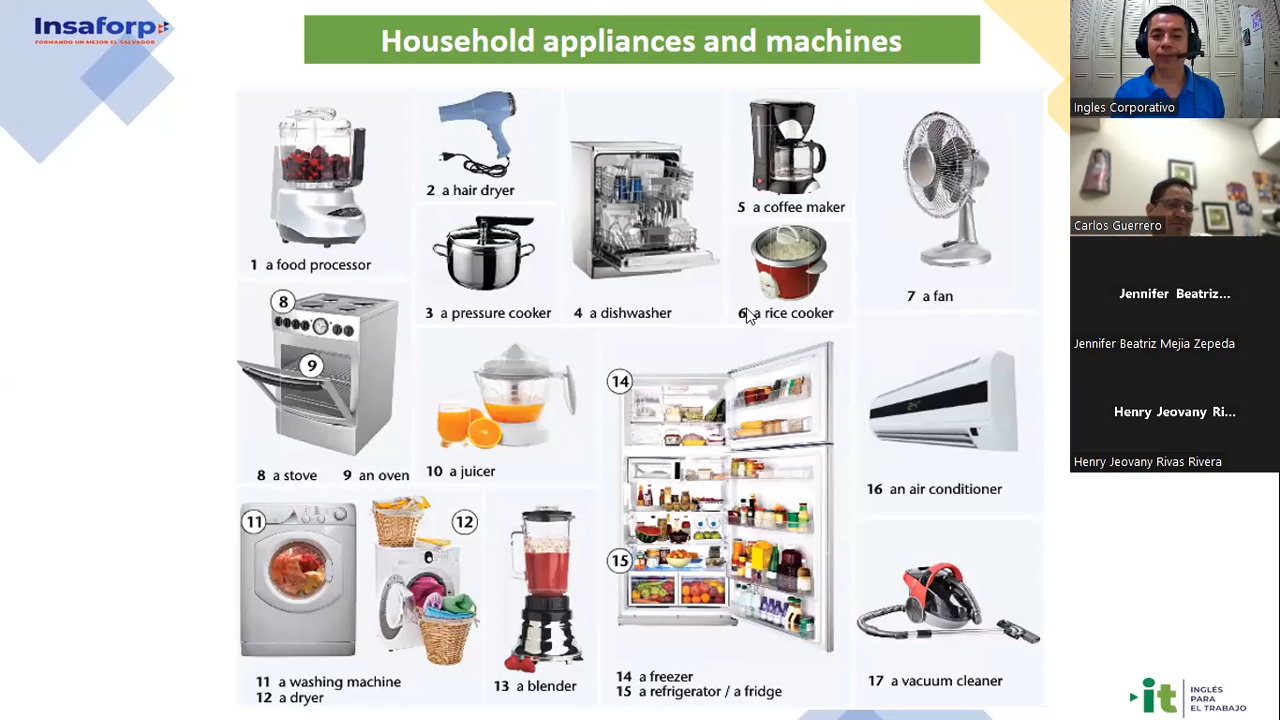 Insaforp
FORMANDO UN MEJOR EL SALVADOR
Household appliances and machines
1 a food processor
2 a hair dryer
3 a pressure cooker
4 a dishwasher
5 a coffee maker
6 a rice cooker
7 a fan
8
9
8 a stove
9 an oven
10 a juicer
11
12
11 a washing machine
12 a dryer
13 a blender
14
15
14 a freezer
15 a refrigerator / a fridge
16 an air conditioner
17 a vacuum cleaner
it
INGLÉS
PARA
EL TRABAJO
Ingles Corporativo
Carlos Guerrero
Jennifer Beatriz...
Jennifer Beatriz Mejia Zepeda
Henry Jeovany Ri...
Henry Jeovany Rivas Rivera